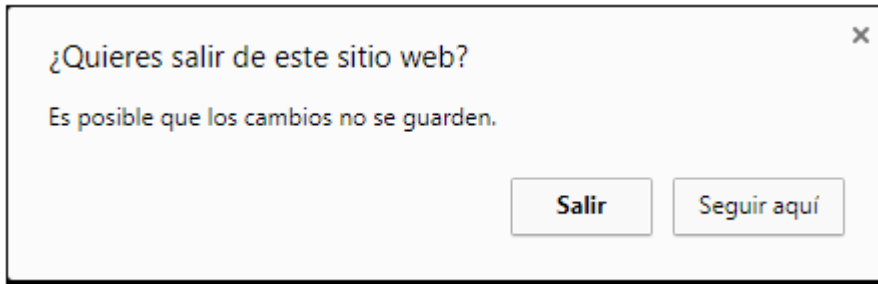 ¿Quieres salir de este sitio web?
Es posible que los cambios no se guarden.
Salir
Seguir aquí